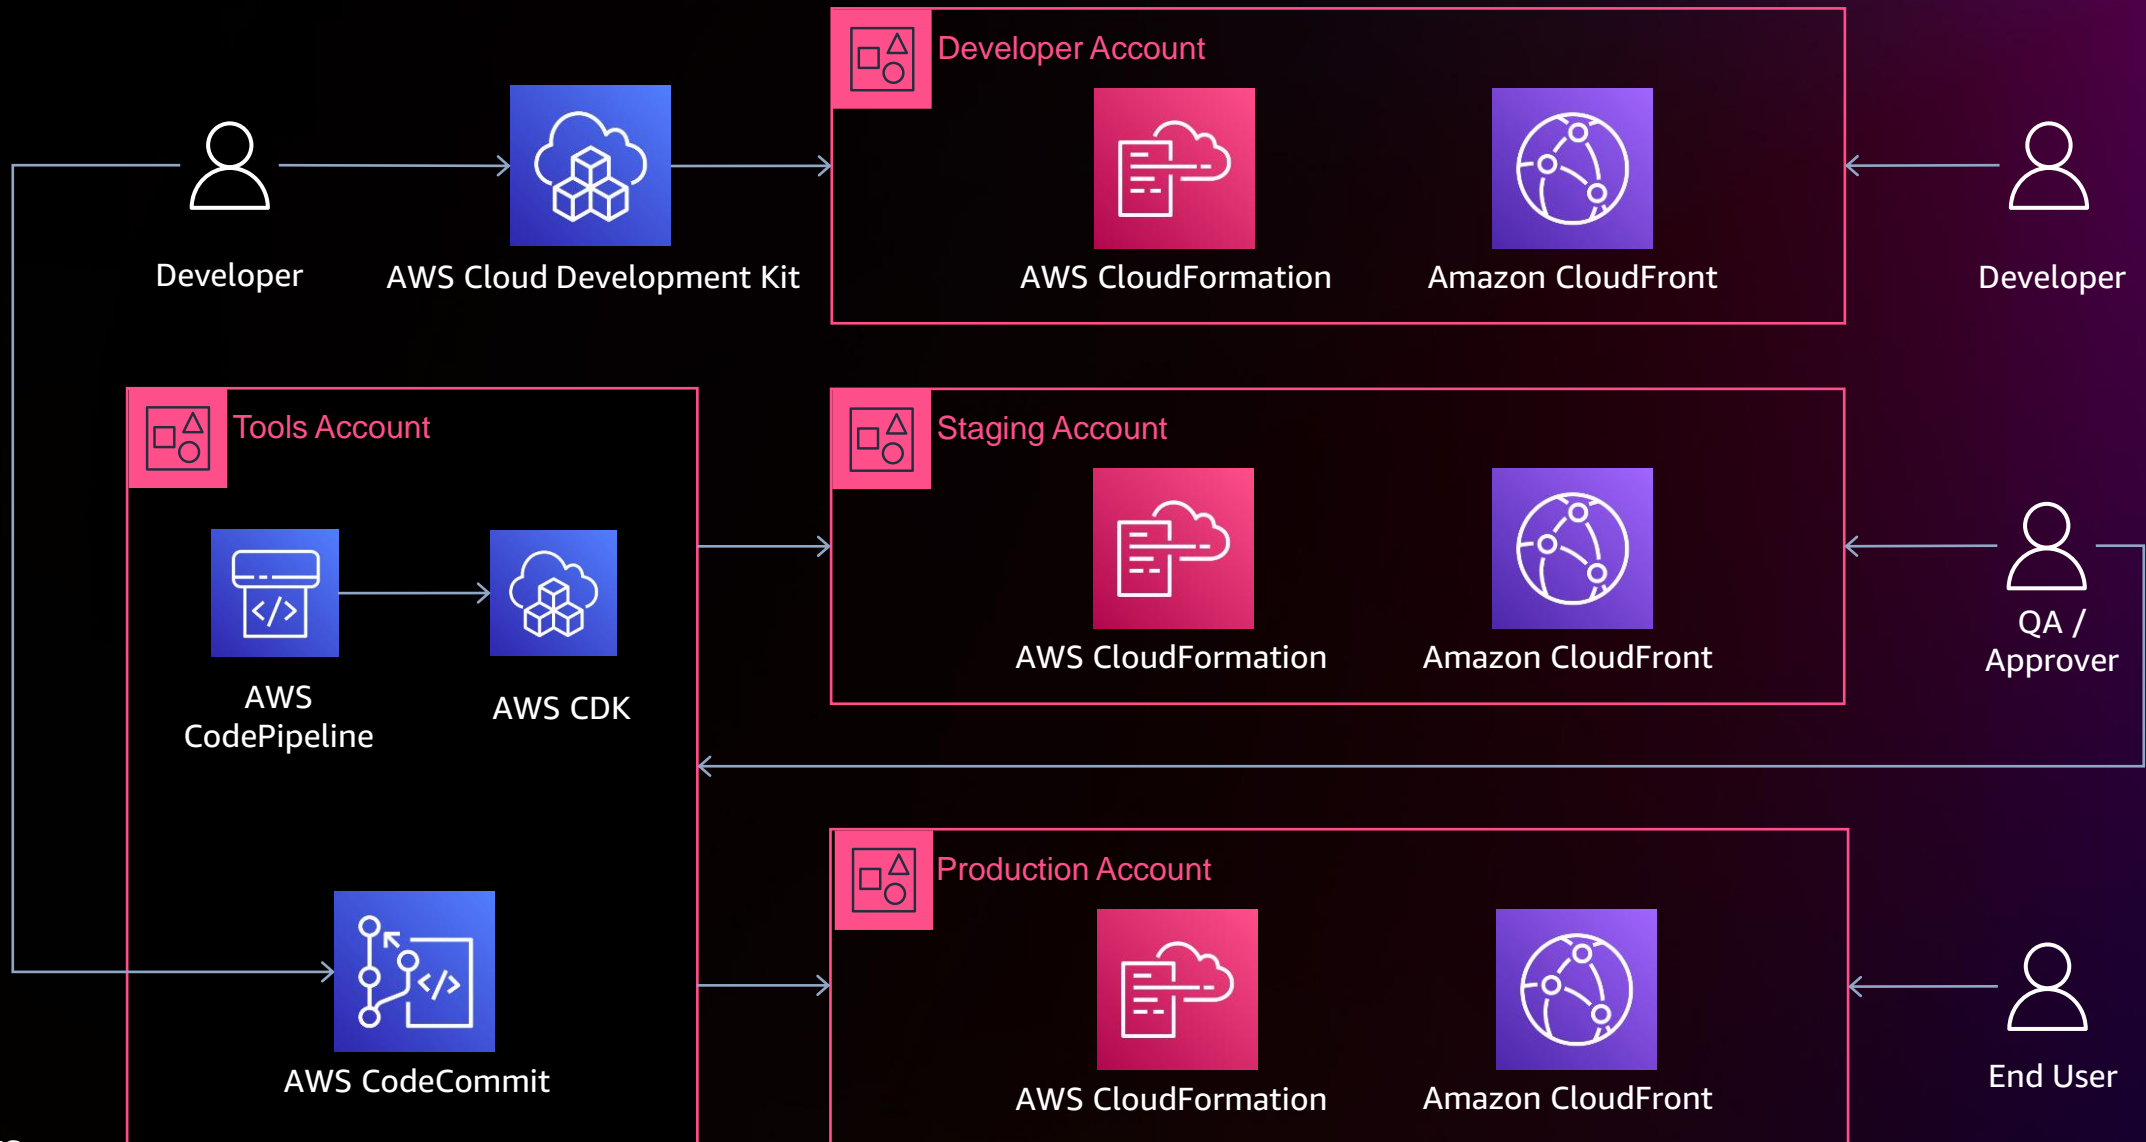 Developer Account
Developer
AWS Cloud Development Kit
AWS CloudFormation
Amazon CloudFront
Developer
Tools Account
Staging Account
AWS
CodePipeline
AWS CDK
AWS CloudFormation
Amazon CloudFront
QA /
Approver
Production Account
AWS CodeCommit
AWS CloudFormation
Amazon CloudFront
End User